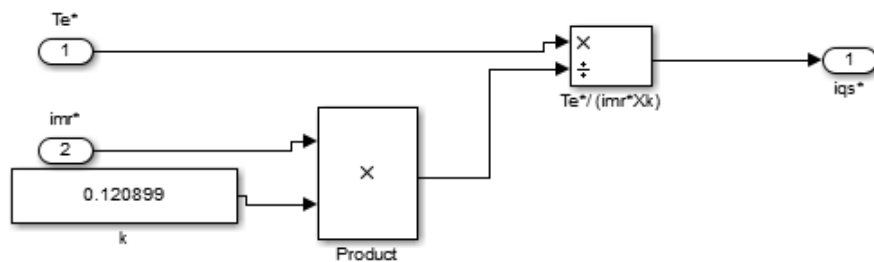 Te*
1
×
÷
Te*/ (imr*Xk)
1
iqs*
imr*
2
0.120899
k
×
Product